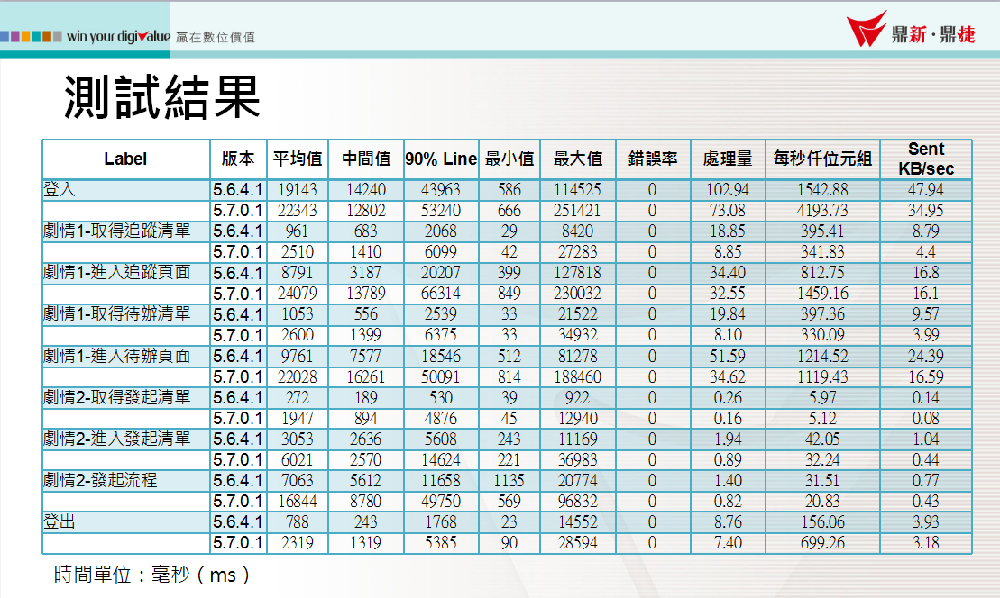 win your digivalue 贏在數位價值
鼎新·鼎捷
測試結果
Label 版本 平均值 中間值 90% Line 最小值 最大值 錯誤率 處理量 每秒仟位元組 Sent KB/sec
登入 5.6.4.1 19143 14240 43963 586 114525 0 102.94 1542.88 47.94
5.7.0.1 22343 12802 53240 666 251421 0 73.08 4193.73 34.95
劇情1-取得追蹤清單 5.6.4.1 961 683 2068 29 8420 0 18.85 395.41 8.79
5.7.0.1 2510 1410 6099 42 27283 0 8.85 341.83 4.4
劇情1-進入追蹤頁面 5.6.4.1 8791 3187 20207 399 127818 0 34.40 812.75 16.8
5.7.0.1 24079 13789 66314 849 230032 0 32.55 1459.16 16.1
劇情1-取得待辦清單 5.6.4.1 1053 556 2539 33 21522 0 19.84 397.36 9.57
5.7.0.1 2600 1399 6375 33 34932 0 8.10 330.09 3.99
劇情1-進入待辦頁面 5.6.4.1 9761 7577 18546 512 81278 0 51.59 1214.52 24.39
5.7.0.1 22028 16261 50091 814 188460 0 34.62 1119.43 16.59
劇情2-取得發起清單 5.6.4.1 272 189 530 39 922 0 0.26 5.97 0.14
5.7.0.1 1947 894 4876 45 12940 0 0.16 5.12 0.08
劇情2-進入發起清單 5.6.4.1 3053 2636 5608 243 11169 0 1.94 42.05 1.04
5.7.0.1 6021 2570 14624 221 36983 0 0.89 32.24 0.44
劇情2-發起流程 5.6.4.1 7063 5612 11658 1135 20774 0 1.40 31.51 0.77
5.7.0.1 16844 8780 49750 569 96832 0 0.82 20.83 0.43
登出 5.6.4.1 788 243 1768 23 14552 0 8.76 156.06 3.93
5.7.0.1 2319 1319 5385 90 28594 0 7.40 699.26 3.18
時間單位：毫秒（ms）